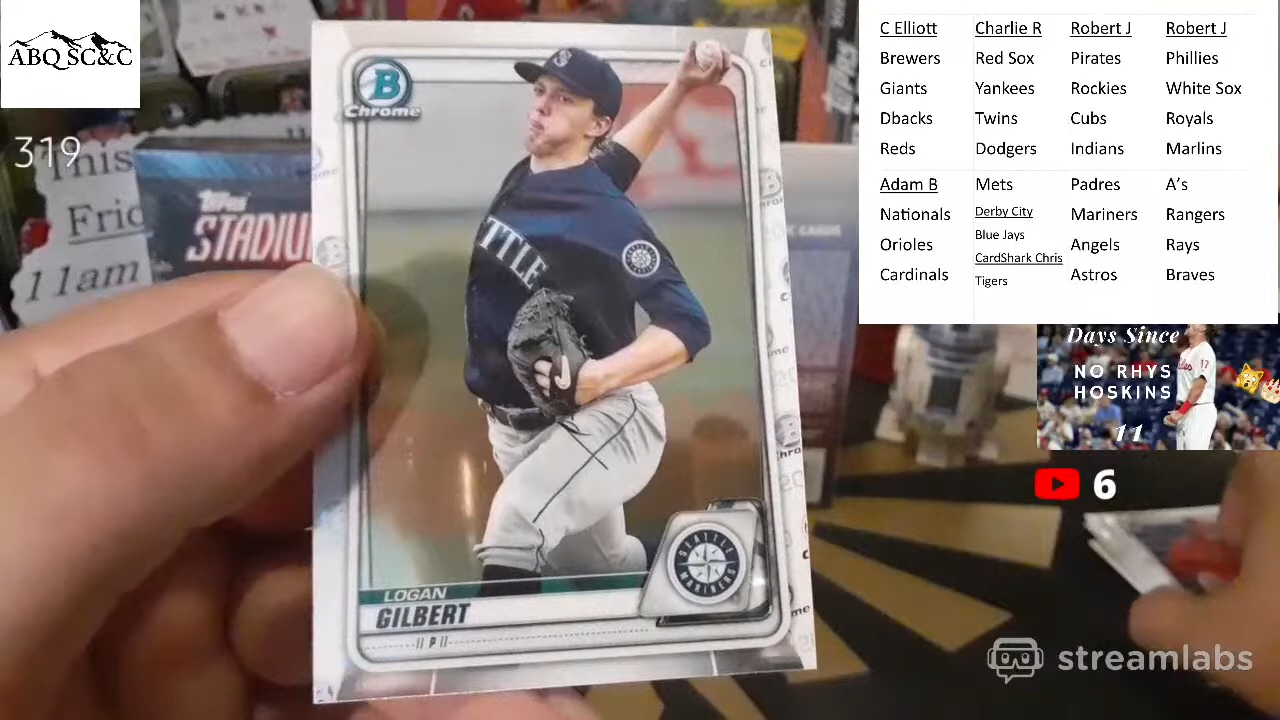 ABQ SC&C
319
This
Fric
11am
Topps
STADIU
B
Chrome
S
TTLE
SEATTLE
MARINERS
LOGAN
GILBERT
P
C Elliott
Brewers
Giants
Dbacks
Reds
Adam B
Nationals
Orioles
Cardinals
Charlie R
Red Sox
Yankees
Twins
Dodgers
Mets
Derby City
Blue Jays
CardShark Chris
Tigers
Robert J
Pirates
Rockies
Cubs
Indians
Padres
Mariners
Angels
Astros
Robert J
Phillies
White Sox
Royals
Marlins
A's
Rangers
Rays
Braves
Days Since
NO RHYS
HOSKINS
11
6
streamlabs